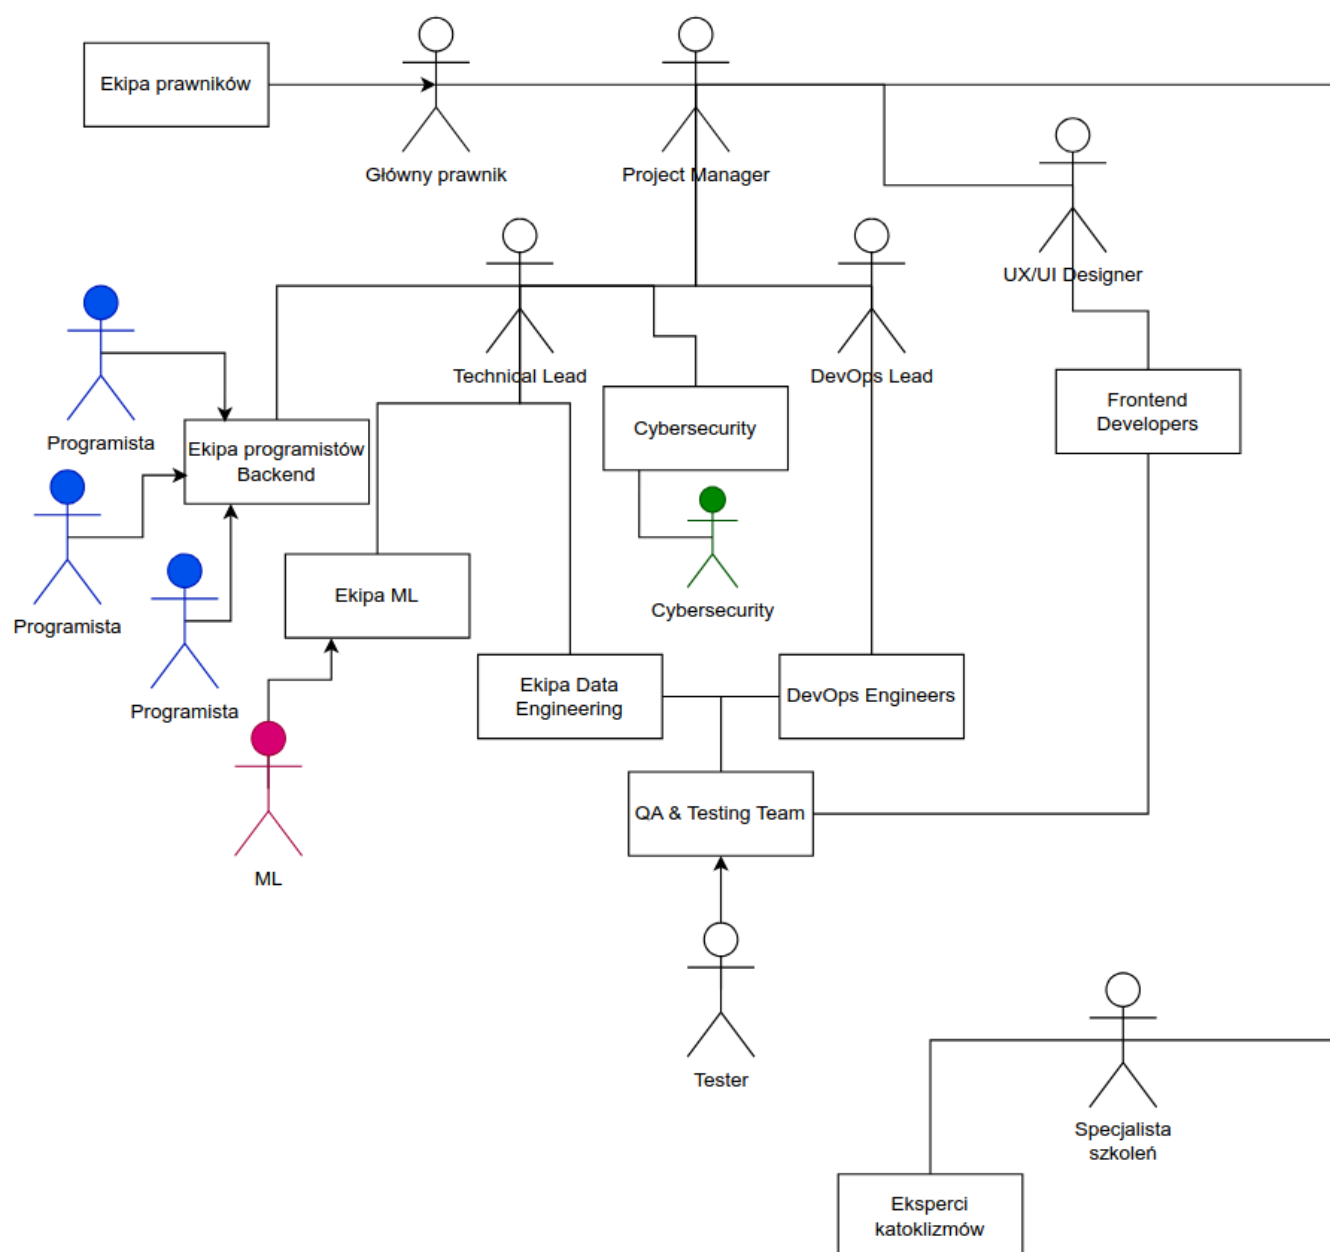 Ekipa prawników
Główny prawnik
Project Manager
UX/UI Designer
Technical Lead
DevOps Lead
Programista
Ekipa programistów
Backend
Cybersecurity
Frontend
Developers
Programista
Ekipa ML
Cybersecurity
Programista
Ekipa Data
Engineering
DevOps Engineers
QA & Testing Team
ML
Tester
Specjalista
szkoleń
Eksperci
katoklizmów